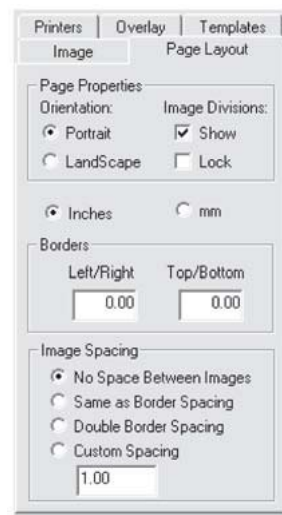 Printers Overlay Templates
Image Page Layout
Page Properties
Orientation: Image Divisions:
Portrait Show
LandScape Lock
Inches mm
Borders
Left/Right Top/Bottom
0.00 0.00
Image Spacing
No Space Between Images
Same as Border Spacing
Double Border Spacing
Custom Spacing
1.00